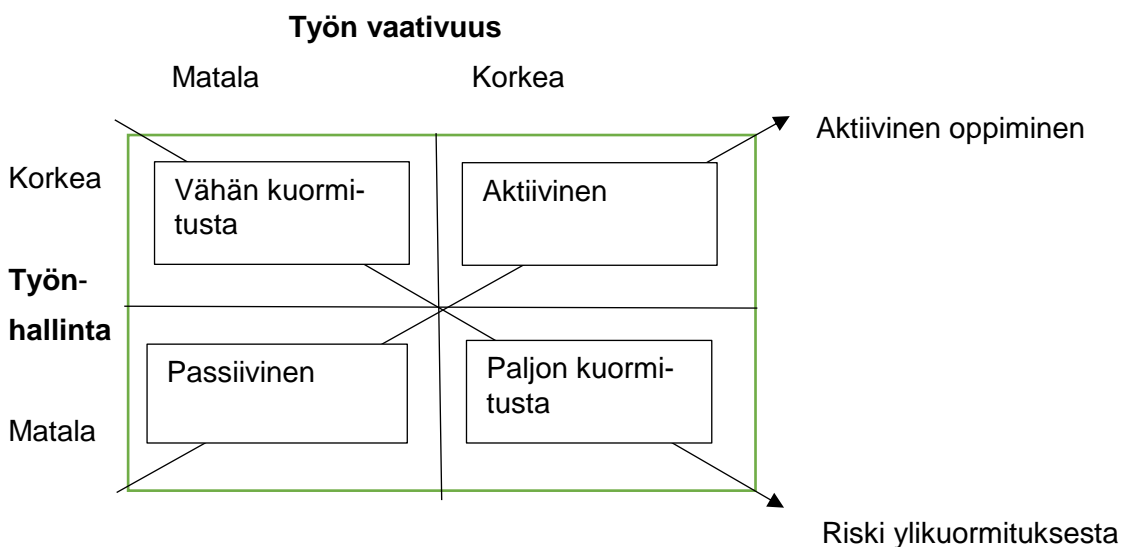 Työn vaativuus
Matala Korkea
Aktiivinen oppiminen
Korkea
Vähän kuormi-
tusta
Aktiivinen
Työn-
hallinta
Passiivinen
Paljon kuormi-
tusta
Matala
Riski ylikuormituksesta